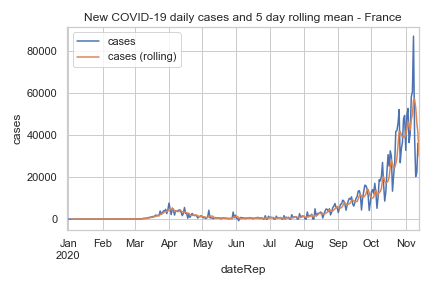 New COVID-19 daily cases and 5 day rolling mean - France
cases
cases (rolling)
80000
60000
40000
20000
0
cases
Jan Feb Mar Apr May Jun Jul Aug Sep Oct Nov
2020
dateRep